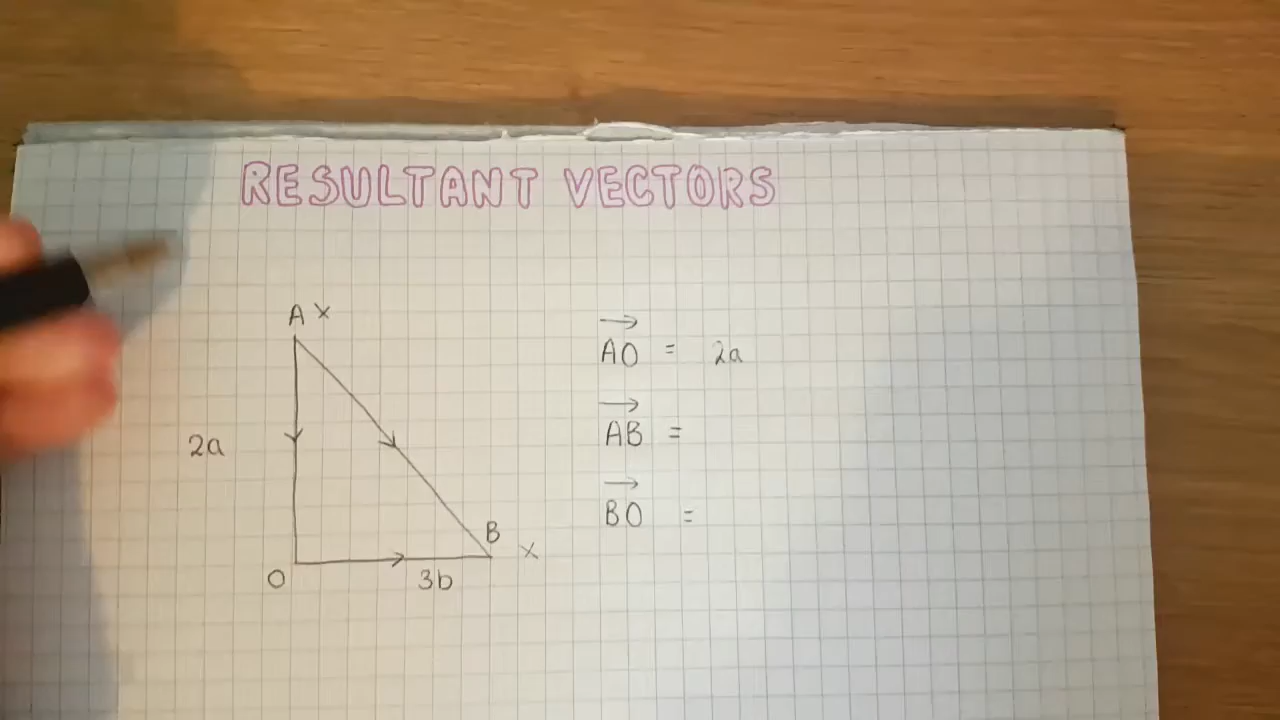 RESULTANT VECTORS
A x
2a
B x
O
3b
AO = 2a
AB =
BO =